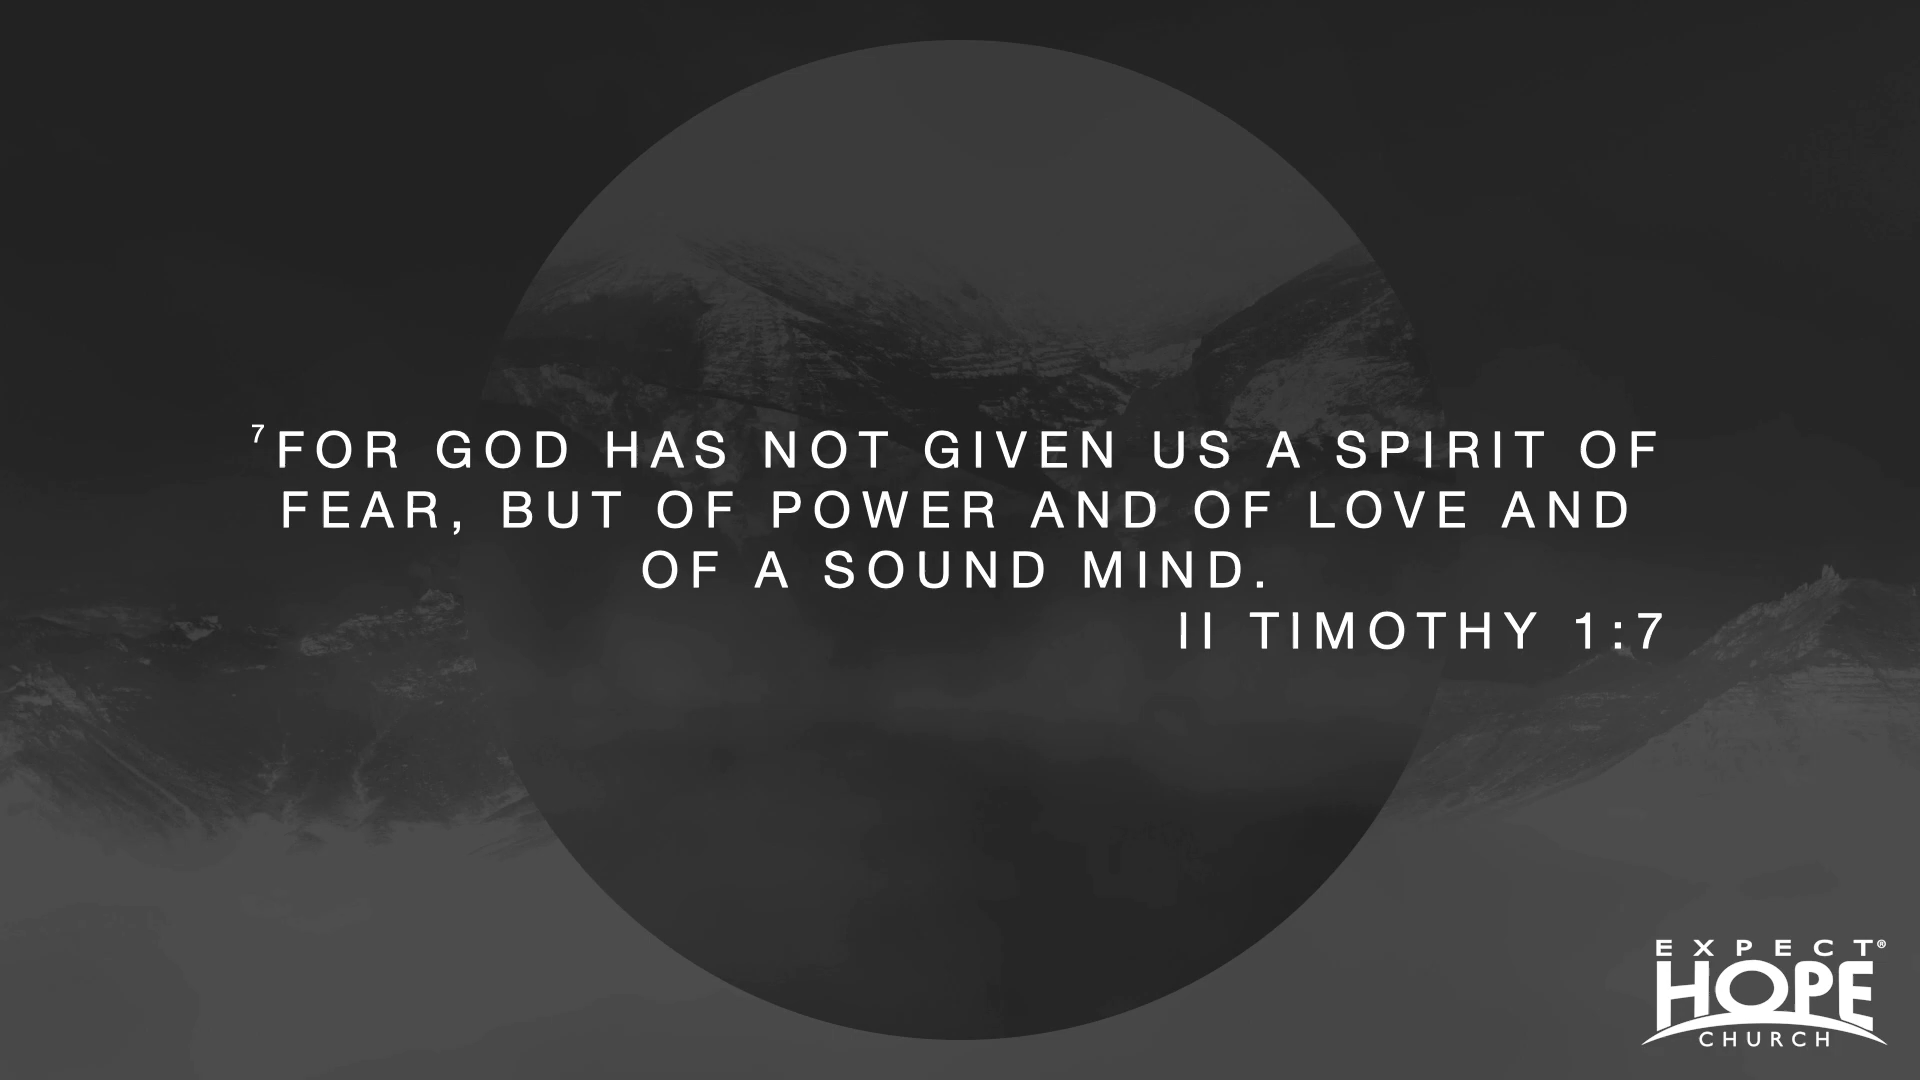 ⁷FOR GOD HAS NOT GIVEN US A SPIRIT OF
FEAR, BUT OF POWER AND OF LOVE AND
OF A SOUND MIND.
II TIMOTHY 1:7
EXPECT®
HOPE
CHURCH